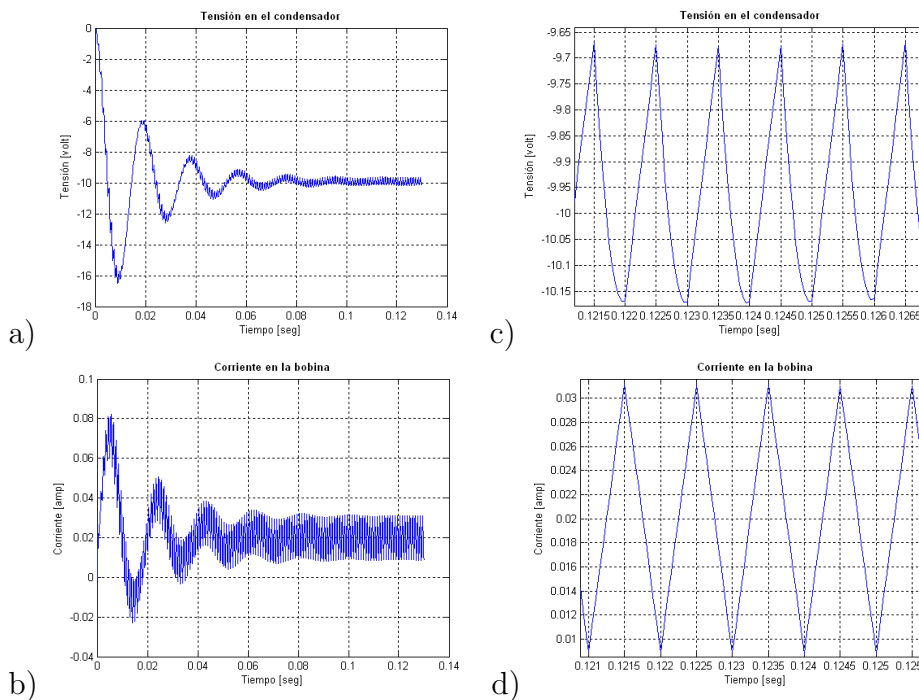 Tensión en el condensador
0
-2
-4
-6
-8
-10
-12
-14
-16
-18
Tensión [volt]
0 0.02 0.04 0.06 0.08 0.1 0.12 0.14
Tiempo [seg]
a)
Tensión en el condensador
-9.65
-9.7
-9.75
-9.8
-9.85
-9.9
-9.95
-10
-10.05
-10.1
-10.15
Tensión [volt]
0.1215 0.122 0.1225 0.123 0.1235 0.124 0.1245 0.125 0.1255 0.126 0.1265
Tiempo [seg]
c)
Corriente en la bobina
0.1
0.08
0.06
0.04
0.02
0
-0.02
-0.04
Corriente [amp]
0 0.02 0.04 0.06 0.08 0.1 0.12 0.14
Tiempo [seg]
b)
Corriente en la bobina
0.03
0.028
0.026
0.024
0.022
0.02
0.018
0.016
0.014
0.012
0.01
Corriente [amp]
0.121 0.1215 0.122 0.1225 0.123 0.1235 0.124 0.1245 0.125
Tiempo [seg]
d)